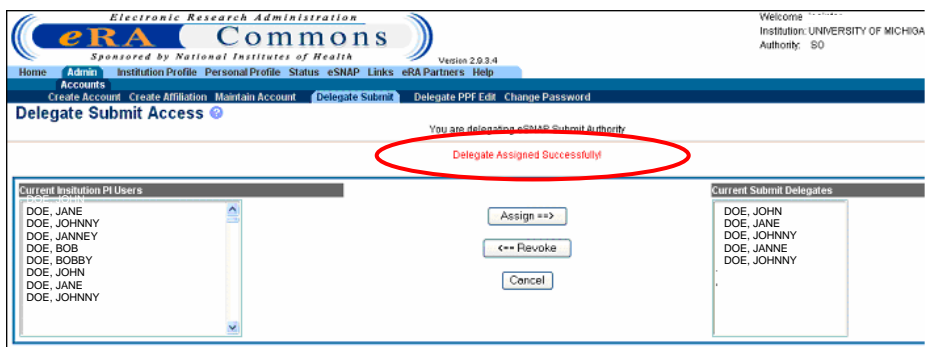 Electronic Research Administration
eRA Commons
Sponsored by National Institutes of Health
Version 2.9.3.4
Welcome
Institution: UNIVERSITY OF MICHIGA
Authority: SO
Home Admin Institution Profile Personal Profile Status eSNAP Links eRA Partners Help
Accounts
Create Account Create Affiliation Maintain Account Delegate Submit Delegate PPF Edit Change Password
Delegate Submit Access ?
You are delegating eSNAP Submit Authority
Delegate Assigned Successfully!
Current Insitution PI Users
DOE, JOHN
DOE, JANE
DOE, JOHNNY
DOE, JANNEY
DOE, BOB
DOE, BOBBY
DOE, JOHN
DOE, JANE
DOE, JOHNNY
Assign ==>
<== Revoke
Cancel
Current Submit Delegates
DOE, JOHN
DOE, JANE
DOE, JOHNNY
DOE, JANNE
DOE, JOHNNY